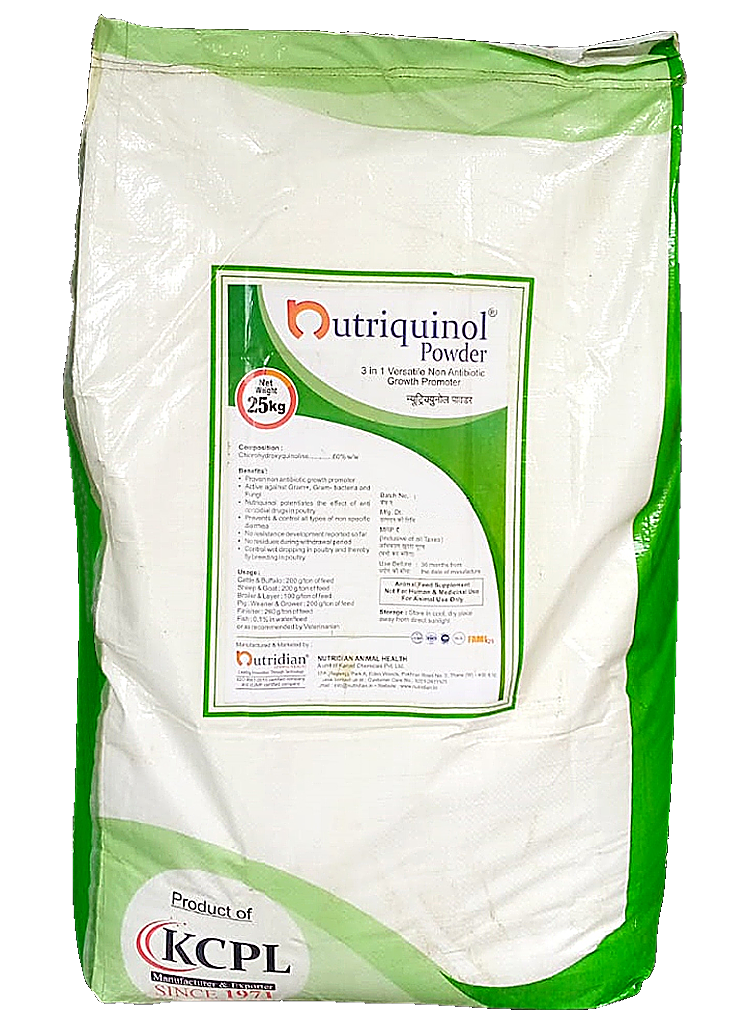 Nutriquinol®
Powder
3 in 1 Versatile Non Antibiotic
Growth Promoter
न्यूट्रिक्युनोल पावडर
Net
Weight
25kg
Composition :
Chlorohydroxyquinoline.......... 60% w/w
Benefits:
• Proven non antibiotic growth promoter
• Active against Gram+, Gram- bacteria and
Fungi
• Nutriquinol potentiates the effect of anti
coccidial drugs in poultry
• Prevents & control all types of non specific
diarrhea
• No resistance development reported so far
• No residues during withdrawal period
• Control wet dropping in poultry and thereby
fly breeding in poultry
Usage:
Cattle & Buffalo : 200 g/ton of feed
Sheep & Goat : 200 g/ton of feed
Broiler & Layer : 100 g/ton of feed
Pig : Weaner & Grower : 200 g/ton of feed
Finisher : 260 g/ton of feed
Fish : 0.1% in water/feed
or as recommended by Veterinarian
Batch No. :
Mfg. Dt.
MRP ₹
(Inclusive of all Taxes)
Use Before : 36 months from
the date of manufacture
Animal Feed Supplement
Not For Human & Medicinal Use
For Animal Use Only
Storage : Store in cool, dry place
away from direct sunlight
FAMI
Manufactured & Marketed by :
Nutridian
NUTRIDIAN ANIMAL HEALTH
Product of
KCPL
Manufacturer & Exporter
SINCE 1971